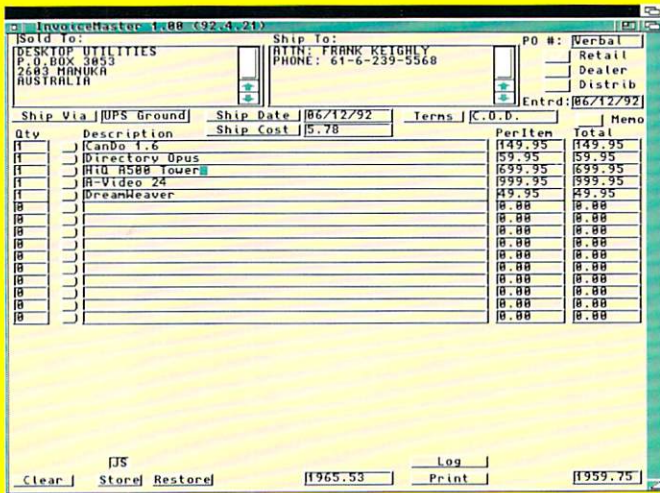 InvoiceMaster 1.00 (92.4.21)
Sold To:
DESKTOP UTILITIES
P.O.BOX 3053
2603 MANUKA
AUSTRALIA
Ship To:
ATTN: FRANK KEIGHLY
PHONE: 61-6-239-5568
PO #: Verbal
Retail
Dealer
Distrib
Entrd: 06/12/92
Ship Via UPS Ground Ship Date 06/12/92 Terms C.O.D. Memo
Ship Cost 5.78
Qty Description PerItem Total
1 CanDo 1.6 149.95 149.95
1 Directory Opus 59.95 59.95
1 AiQ A500 Tower 699.95 699.95
1 A-Video 24 999.95 999.95
1 DreamWeaver 49.95 49.95
0 0.00 0.00
0 0.00 0.00
0 0.00 0.00
0 0.00 0.00
0 0.00 0.00
0 0.00 0.00
0 0.00 0.00
0 0.00 0.00
0 0.00 0.00
0 0.00 0.00
JS Log
Clear Store Restore 1965.53 Print 1959.75